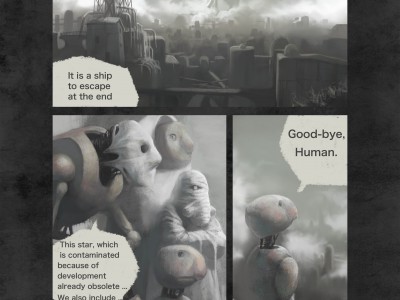 It is a ship
to escape
at the end
This star, which
is contaminated
because of
development
already obsolete ...
We also include ...
Good-bye,
Human.